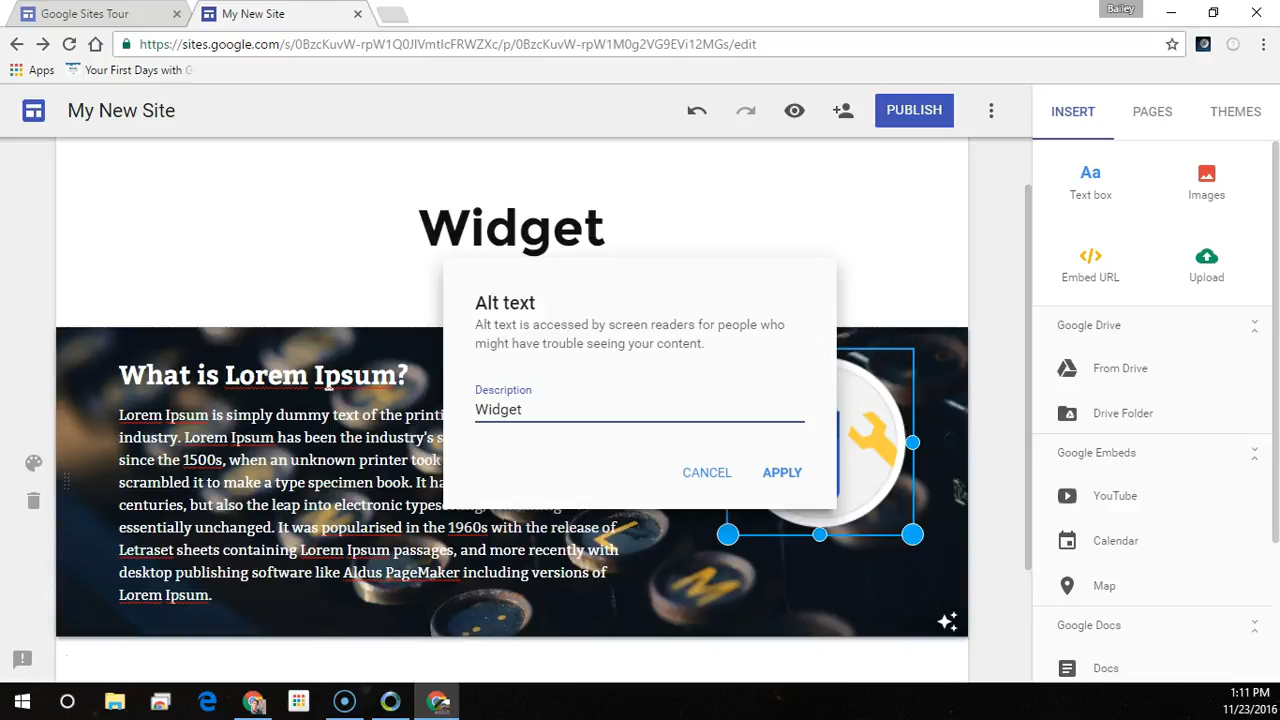 Google Sites Tour
My New Site
Bailey
https://sites.google.com/s/0BzcKuvW-rpW1Q0JIVmtIcFRWZXc/p/0BzcKuvW-rpW1M0g2VG9EVi12MGs/edit
Apps
Your First Days with G
My New Site
PUBLISH
INSERT
PAGES
THEMES
Aa
Text box
Images
Embed URL
Upload
Google Drive
From Drive
Drive Folder
Google Embeds
YouTube
Calendar
Map
Google Docs
Docs
Widget
What is Lorem Ipsum?
Lorem Ipsum is simply dummy text of the printi
industry. Lorem Ipsum has been the industry's s
since the 1500s, when an unknown printer took
scrambled it to make a type specimen book. It ha
centuries, but also the leap into electronic typese
essentially unchanged. It was popularised in the 1960s with the release of
Letraset sheets containing Lorem Ipsum passages, and more recently with
desktop publishing software like Aldus PageMaker including versions of
Lorem Ipsum.
Alt text
Alt text is accessed by screen readers for people who
might have trouble seeing your content.
Description
Widget
CANCEL
APPLY
M
1:11 PM
11/23/2016